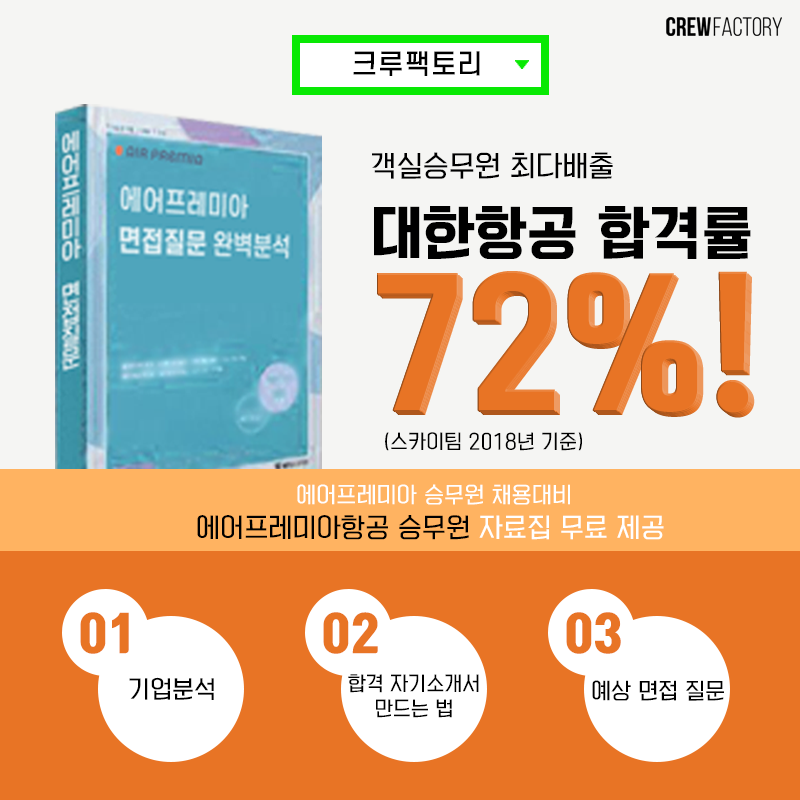 CREWFACTORY
크루팩토리
객실승무원 최다배출
대한항공 합격률
72%!
(스카이팀 2018년 기준)
에어프레미아 면접질문
AIR PREMIA
에어프레미아
면접질문 완벽분석
에어프레미아 승무원 채용대비
에어프레미아항공 승무원 자료집 무료 제공
01
기업분석
02
합격 자기소개서
만드는 법
03
예상 면접 질문